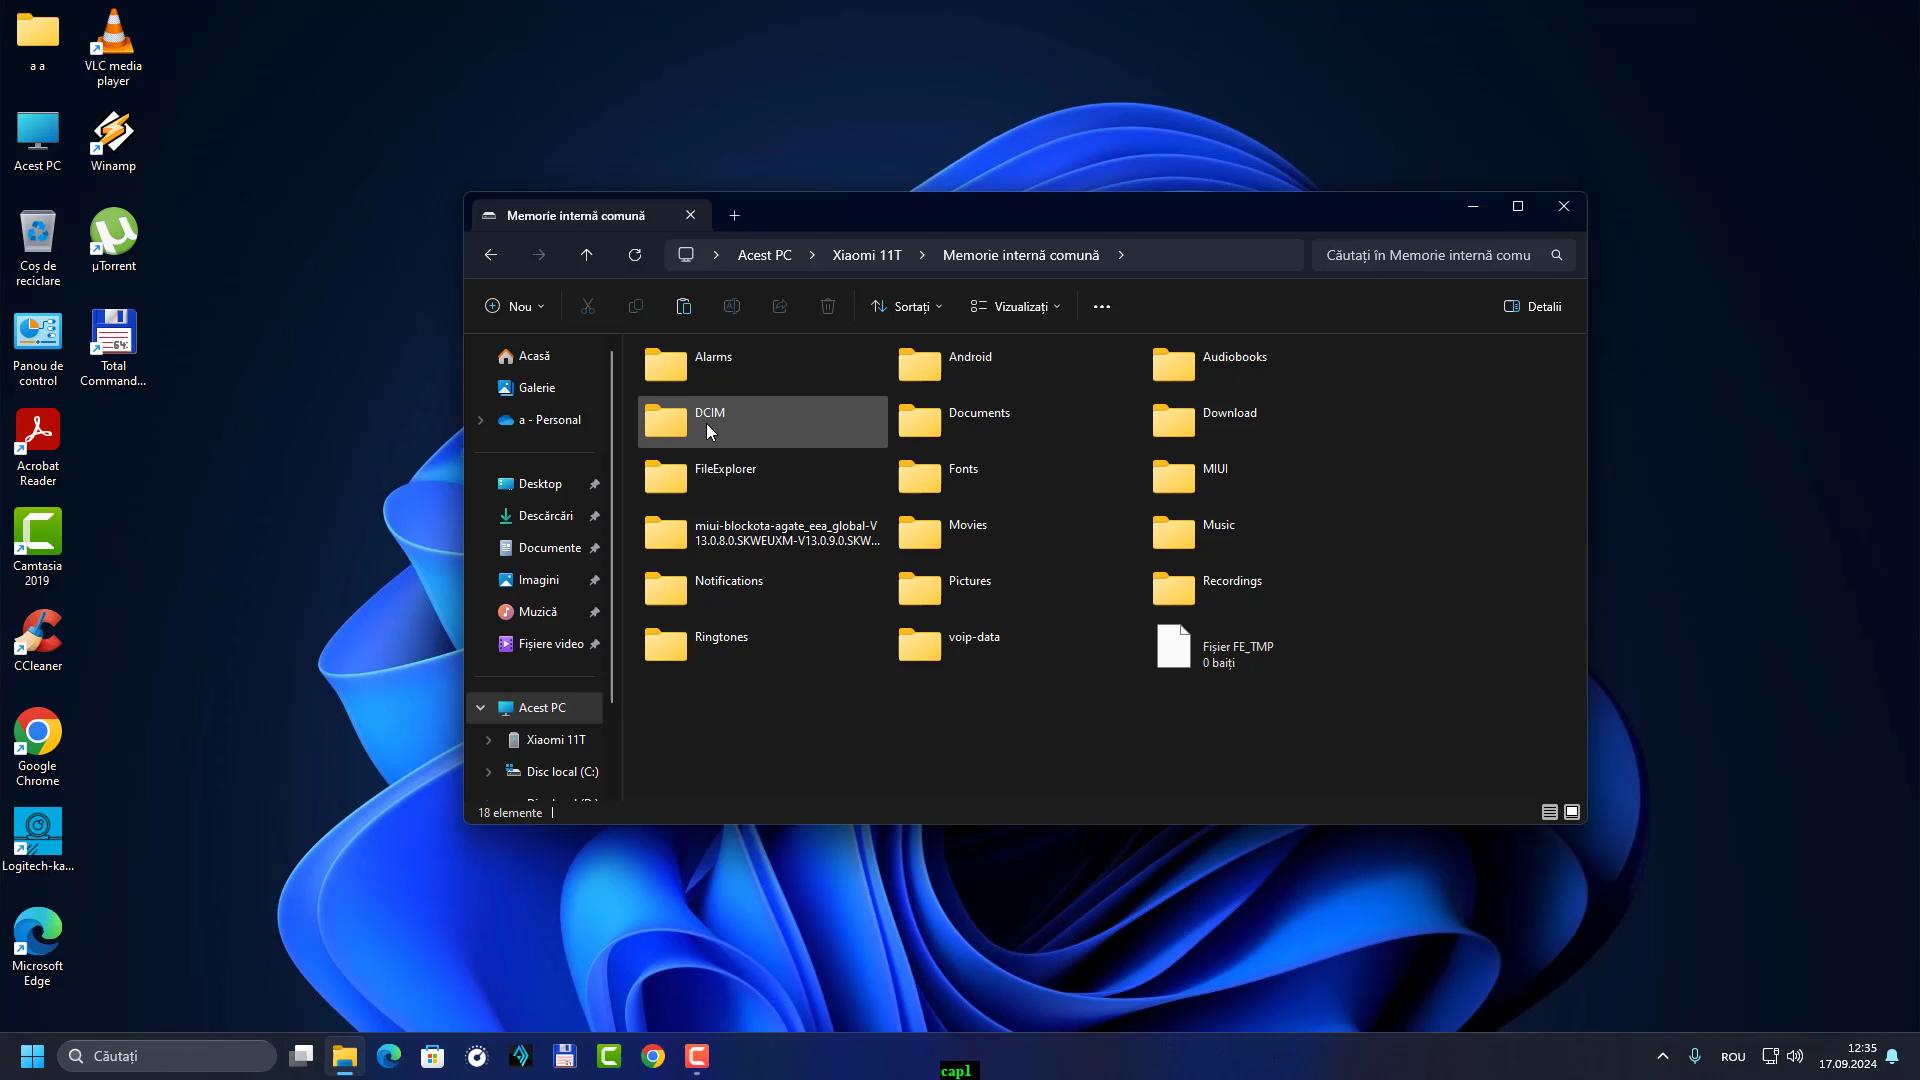 a a
VLC media
player
Acest PC
Winamp
Coș de
reciclare
µTorrent
Panou de
control
64:
Total
Command...
Acrobat
Reader
Camtasia
2019
CCleaner
Google
Chrome
Logitech-ka...
Microsoft
Edge
Memorie internă comună
Acest PC
Xiaomi 11T
Memorie internă comună
Căutați în Memorie internă comu
Nou
Sortați
Vizualizați
Detalii
Acasă
Galerie
a - Personal
Desktop
Descărcări
Documente
Imagini
Muzică
Fișiere video
Acest PC
Xiaomi 11T
Disc local (C:)
Alarms
Android
Audiobooks
DCIM
Documents
Download
FileExplorer
Fonts
MIUI
miui-blockota-agate_eea_global-V
13.0.8.0.SKWEUXM-V13.0.9.0.SKW...
Movies
Music
Notifications
Pictures
Recordings
Ringtones
voip-data
Fișier FE_TMP
0 baiți
18 elemente
Căutați
cap1
ROU
12:35
17.09.2024